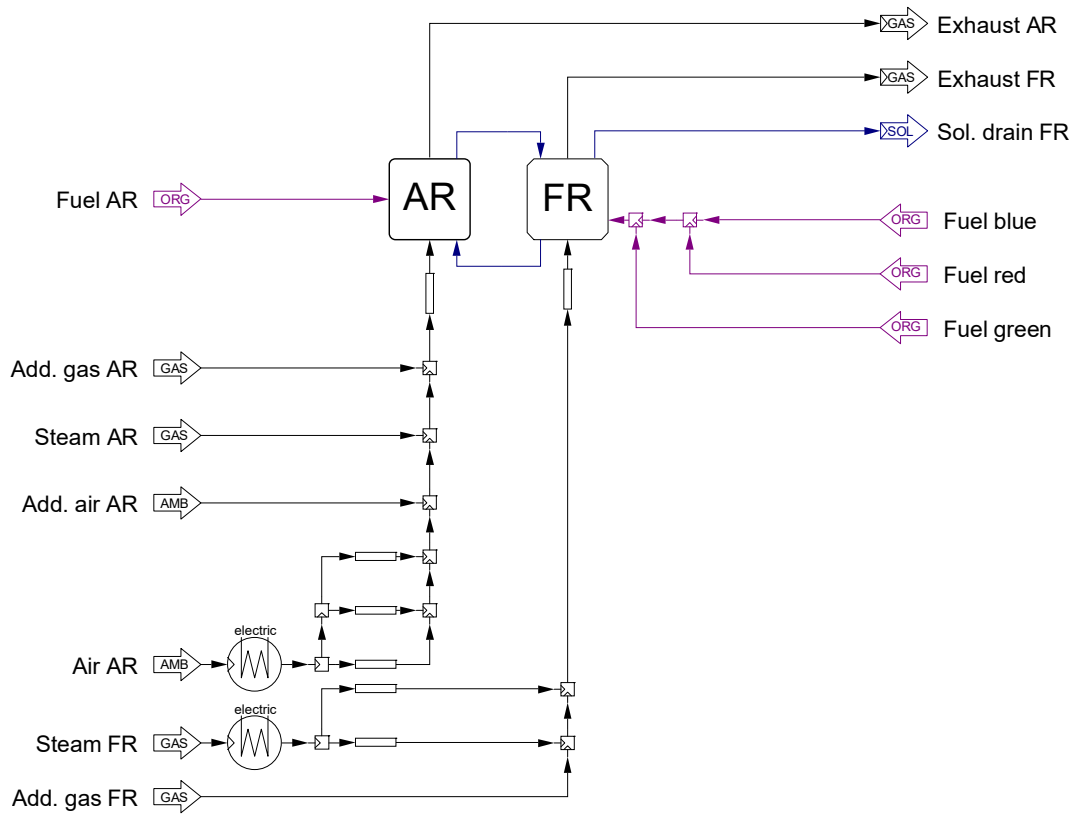 GAS Exhaust AR
GAS Exhaust FR
SOL Sol. drain FR
AR
FR
Fuel AR ORG
ORG Fuel blue
ORG Fuel red
ORG Fuel green
Add. gas AR GAS
Steam AR GAS
Add. air AR AMB
electric
Air AR AMB
electric
Steam FR GAS
Add. gas FR GAS